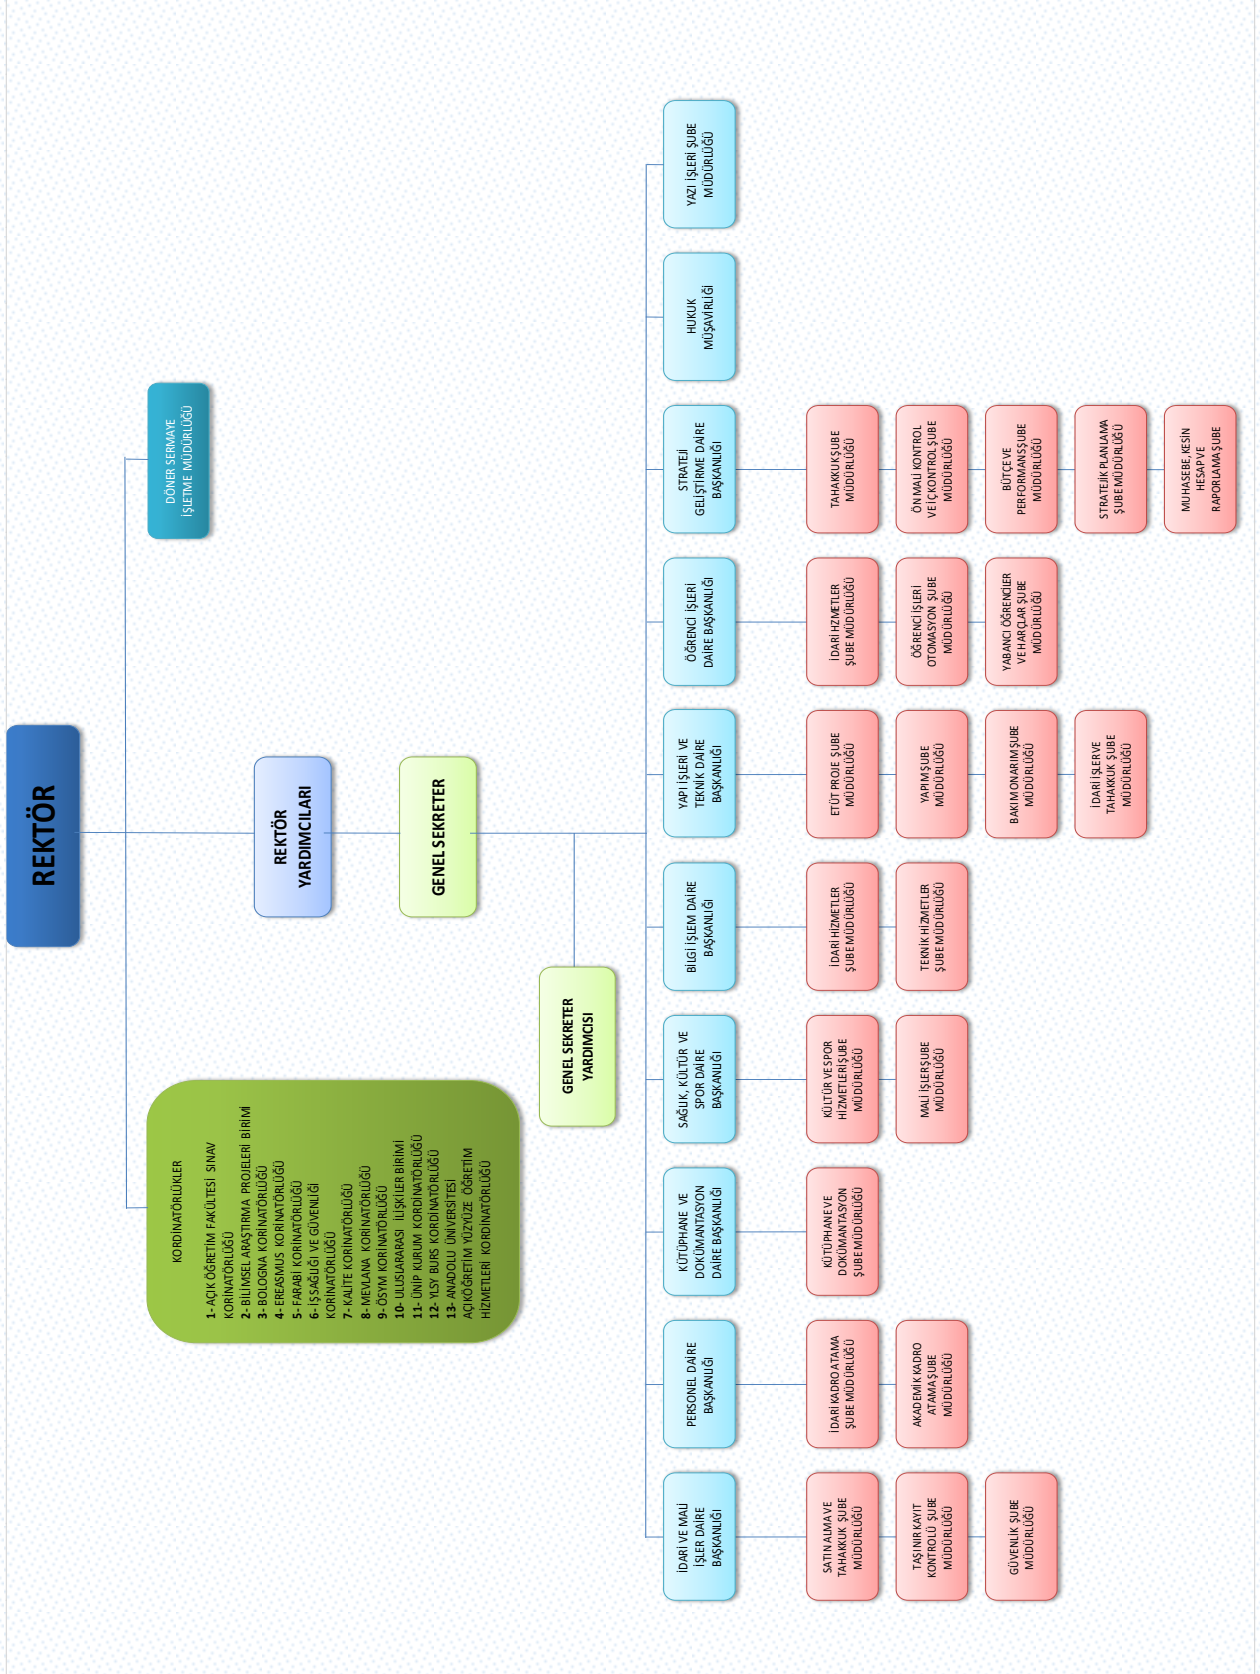 REKTÖR
KORDİNATÖRLÜKLER
1- AÇIK ÖĞRETİM FAKÜLTESİ SINAV
KORİNATÖRLÜĞÜ
2- BİLİMSEL ARAŞTIRMA PROJELERİ BİRİMİ
3- BOLOGNA KORİNATÖRLÜĞÜ
4- EREASMUS KORİNATÖRLÜĞÜ
5- FARABİ KORİNATÖRLÜĞÜ
6- İŞ SAĞLIĞI VE GÜVENLİĞİ
KORİNATÖRLÜĞÜ
7- KALİTE KORİNATÖRLÜĞÜ
8- MEVLANA KORİNATÖRLÜĞÜ
9- ÖSYM KORİNATÖRLÜĞÜ
10- ULUSLARARASI İLİŞKİLER BİRİMİ
11- ÜNİP KURUM KORDİNATÖRLÜĞÜ
12- YLSY BURS KORDİNATÖRLÜĞÜ
13- ANADOLU ÜNİVERSİTESİ
AÇIKÖĞRETİM YÜZYÜZE ÖĞRETİM
HİZMETLERİ KORDİNATÖRLÜĞÜ
DÖNER SERMAYE
İŞLETME MÜDÜRLÜĞÜ
REKTÖR
YARDIMCILARI
GENEL SEKRETER
GENEL SEKRETER
YARDIMCISI
İDARİ VE MALİ
İŞLER DAİRE
BAŞKANLIĞI
SATIN ALMA VE
TAHAKKUK ŞUBE
MÜDÜRLÜĞÜ
TAŞINIR KAYIT
KONTROLÜ ŞUBE
MÜDÜRLÜĞÜ
GÜVENLİK ŞUBE
MÜDÜRLÜĞÜ
PERSONEL DAİRE
BAŞKANLIĞI
İDARİ KADRO ATAMA
ŞUBE MÜDÜRLÜĞÜ
AKADEMİK KADRO
ATAMA ŞUBE
MÜDÜRLÜĞÜ
KÜTÜPHANE VE
DOKÜMANTASYON
DAİRE BAŞKANLIĞI
KÜTÜPHANE VE
DOKÜMANTASYON
ŞUBE MÜDÜRLÜĞÜ
SAĞLIK, KÜLTÜR VE
SPOR DAİRE
BAŞKANLIĞI
KÜLTÜR VE SPOR
HİZMETLERİ ŞUBE
MÜDÜRLÜĞÜ
MALİ İŞLER ŞUBE
MÜDÜRLÜĞÜ
BİLGİ İŞLEM DAİRE
BAŞKANLIĞI
İDARİ HİZMETLER
ŞUBE MÜDÜRLÜĞÜ
TEKNİK HİZMETLER
ŞUBE MÜDÜRLÜĞÜ
YAPI İŞLERİ VE
TEKNİK DAİRE
BAŞKANLIĞI
ETÜT PROJE ŞUBE
MÜDÜRLÜĞÜ
YAPIM ŞUBE
MÜDÜRLÜĞÜ
BAKIM ONARIM ŞUBE
MÜDÜRLÜĞÜ
İDARİ İŞLER VE
TAHAKKUK ŞUBE
MÜDÜRLÜĞÜ
ÖĞRENCİ İŞLERİ
DAİRE BAŞKANLIĞI
İDARİ HZMETLER
ŞUBE MÜDÜRLÜĞÜ
ÖĞRENCİ İŞLERİ
OTOMASYON ŞUBE
MÜDÜRLÜĞÜ
YABANCI ÖĞRENCİLER
VE HARÇLAR ŞUBE
MÜDÜRLÜĞÜ
STRATEJİ
GELİŞTİRME DAİRE
BAŞKANLIĞI
TAHAKKUK ŞUBE
MÜDÜRLÜĞÜ
ÖN MALİ KONTROL
VE İÇ KONTROL ŞUBE
MÜDÜRLÜĞÜ
BÜTÇE VE
PERFORMANS ŞUBE
MÜDÜRLÜĞÜ
STRATEJİK PLANLAMA
ŞUBE MÜDÜRLÜĞÜ
MUHASEBE, KESİN
HESAP VE
RAPORLAMA ŞUBE
HUKUK
MÜŞAVİRLİĞİ
YAZI İŞLERİ ŞUBE
MÜDÜRLÜĞÜ